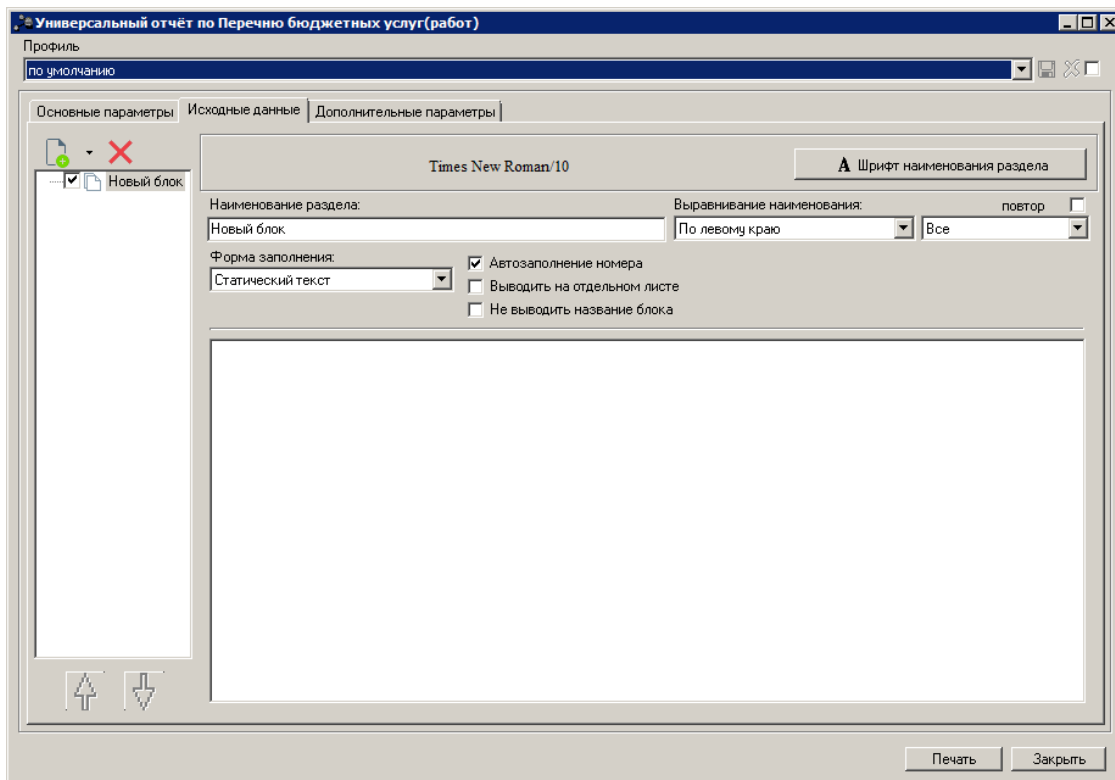 Универсальный отчёт по Перечню бюджетных услуг(работ)
Профиль
по умолчанию
Основные параметры Исходные данные Дополнительные параметры
Times New Roman/10 A Шрифт наименования раздела
Новый блок
Наименование раздела: Выравнивание наименования: повтор
Новый блок По левому краю Все
Форма заполнения:
Статический текст
Автозаполнение номера
Выводить на отдельном листе
Не выводить название блока
Печать Закрыть